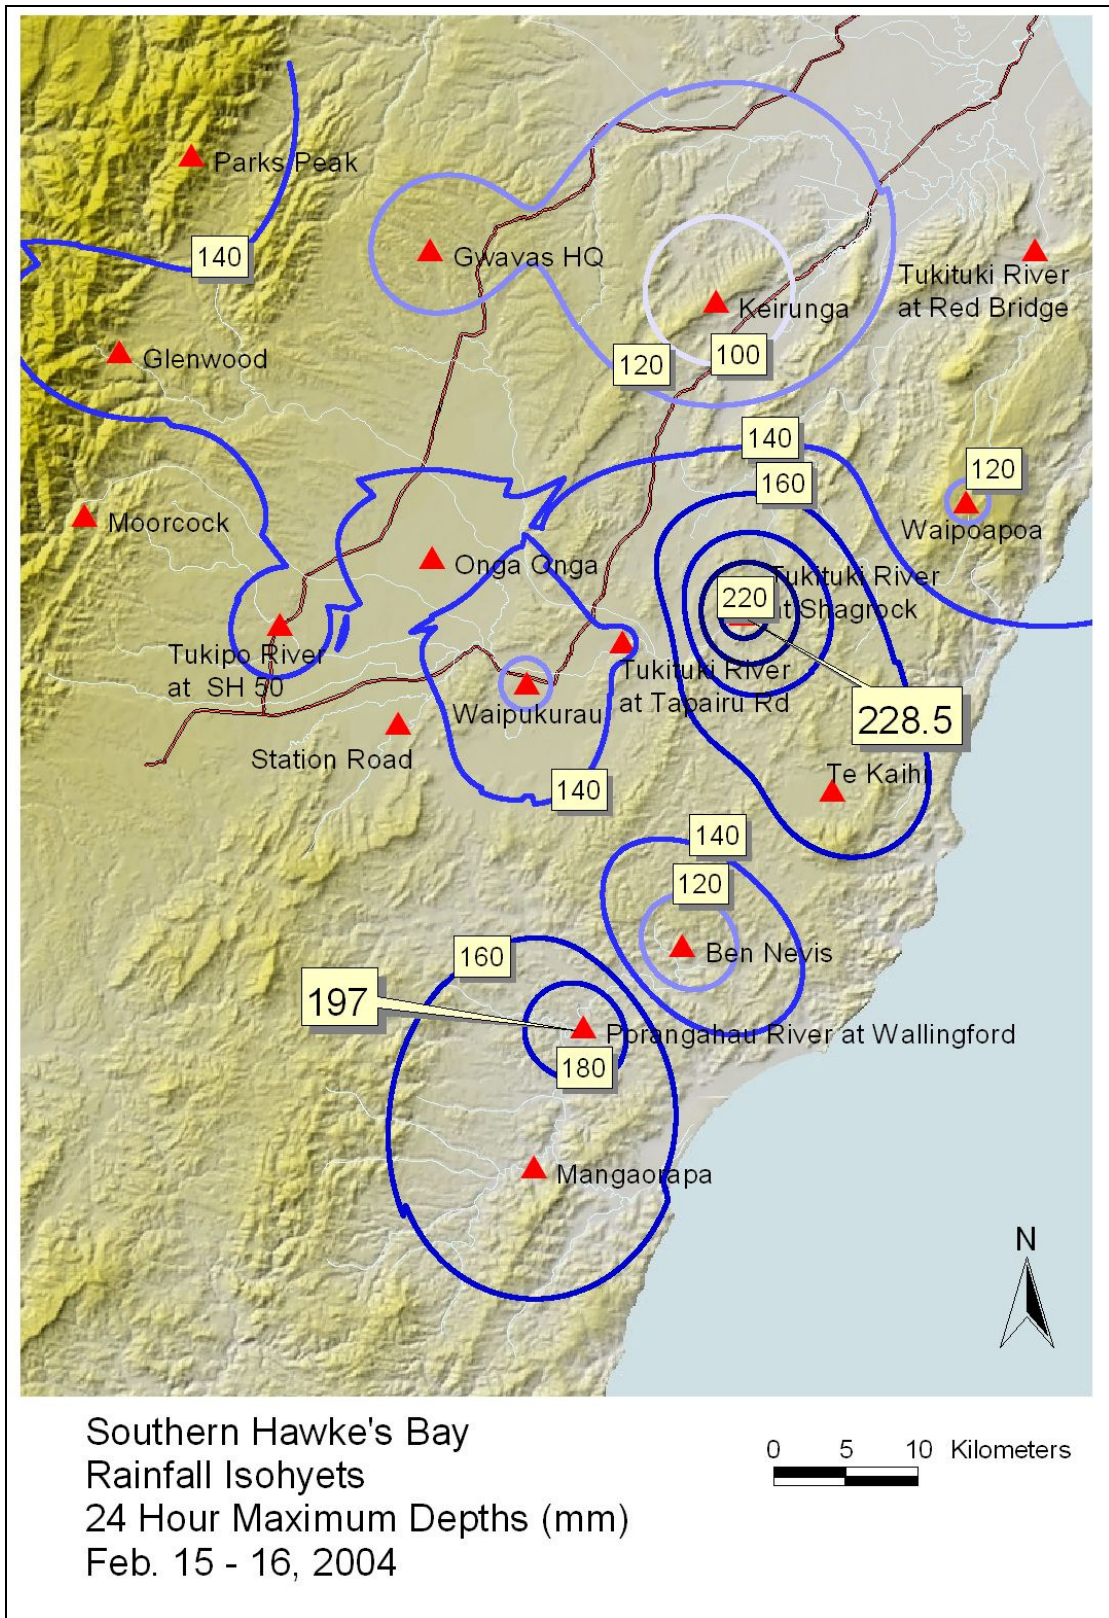 Parks Peak
140
Gwavas HQ
Tukituki River
at Red Bridge
Keirunga
Glenwood
120
100
140
120
160
Moorcock
Waipoapoa
Onga Onga
Tukituki River
at Shagrock
220
Tukipo River
at SH 50
Tukituki River
at Tapairu Rd
Waipukurau
228.5
Station Road
Te Kaihi
140
140
120
160
Ben Nevis
197
Porangahau River at Wallingford
180
Mangaorapa
N
Southern Hawke's Bay
Rainfall Isohyets
24 Hour Maximum Depths (mm)
Feb. 15 - 16, 2004
0 5 10 Kilometers